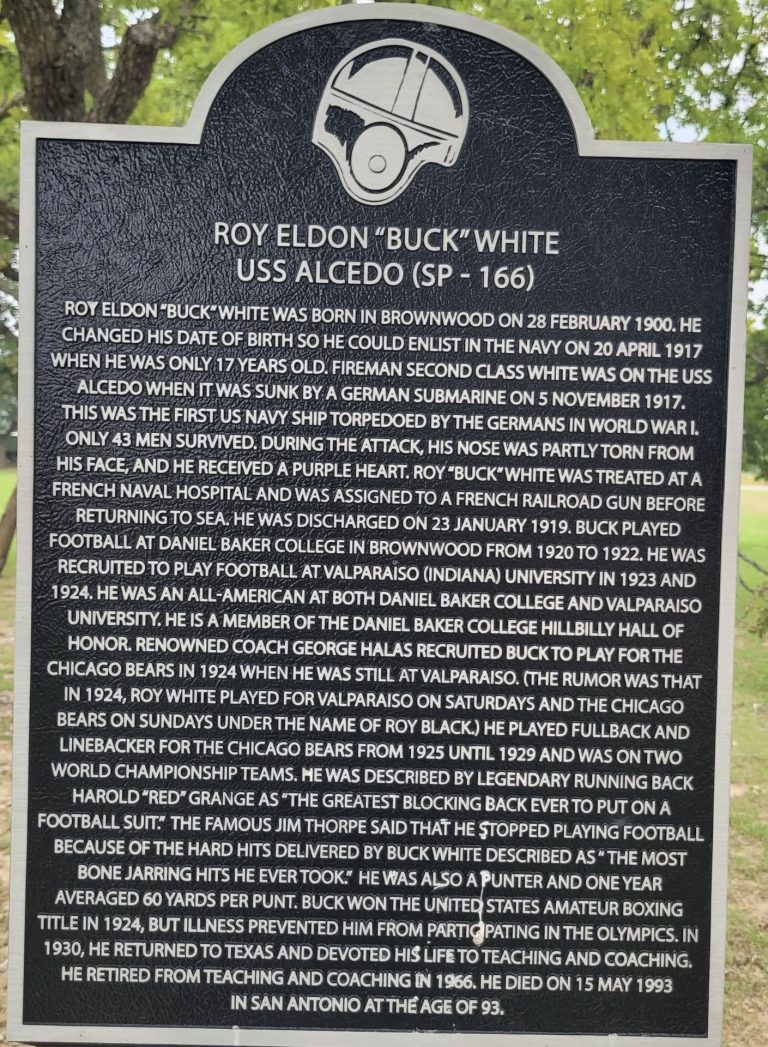 ROY ELDON "BUCK" WHITE
USS ALCEDO (SP - 166)
ROY ELDON "BUCK" WHITE WAS BORN IN BROWNWOOD ON 28 FEBRUARY 1900. HE
CHANGED HIS DATE OF BIRTH SO HE COULD ENLIST IN THE NAVY ON 20 APRIL 1917
WHEN HE WAS ONLY 17 YEARS OLD. FIREMAN SECOND CLASS WHITE WAS ON THE USS
ALCEDO WHEN IT WAS SUNK BY A GERMAN SUBMARINE ON 5 NOVEMBER 1917.
THIS WAS THE FIRST US NAVY SHIP TORPEDOED BY THE GERMANS IN WORLD WAR I.
ONLY 43 MEN SURVIVED. DURING THE ATTACK, HIS NOSE WAS PARTLY TORN FROM
HIS FACE, AND HE RECEIVED A PURPLE HEART. ROY "BUCK" WHITE WAS TREATED AT A
FRENCH NAVAL HOSPITAL AND WAS ASSIGNED TO A FRENCH RAILROAD GUN BEFORE
RETURNING TO SEA. HE WAS DISCHARGED ON 23 JANUARY 1919. BUCK PLAYED
FOOTBALL AT DANIEL BAKER COLLEGE IN BROWNWOOD FROM 1920 TO 1922. HE WAS
RECRUITED TO PLAY FOOTBALL AT VALPARAISO (INDIANA) UNIVERSITY IN 1923 AND
1924. HE WAS AN ALL-AMERICAN AT BOTH DANIEL BAKER COLLEGE AND VALPARAISO
UNIVERSITY. HE IS A MEMBER OF THE DANIEL BAKER COLLEGE HILLBILLY HALL OF
HONOR. RENOWNED COACH GEORGE HALAS RECRUITED BUCK TO PLAY FOR THE
CHICAGO BEARS IN 1924 WHEN HE WAS STILL AT VALPARAISO. (THE RUMOR WAS THAT
IN 1924, ROY WHITE PLAYED FOR VALPARAISO ON SATURDAYS AND THE CHICAGO
BEARS ON SUNDAYS UNDER THE NAME OF ROY BLACK.) HE PLAYED FULLBACK AND
LINEBACKER FOR THE CHICAGO BEARS FROM 1925 UNTIL 1929 AND WAS ON TWO
WORLD CHAMPIONSHIP TEAMS. HE WAS DESCRIBED BY LEGENDARY RUNNING BACK
HAROLD "RED" GRANGE AS "THE GREATEST BLOCKING BACK EVER TO PUT ON A
FOOTBALL SUIT." THE FAMOUS JIM THORPE SAID THAT HE STOPPED PLAYING FOOTBALL
BECAUSE OF THE HARD HITS DELIVERED BY BUCK WHITE DESCRIBED AS " THE MOST
BONE JARRING HITS HE EVER TOOK." HE WAS ALSO A PUNTER AND ONE YEAR
AVERAGED 60 YARDS PER PUNT. BUCK WON THE UNITED STATES AMATEUR BOXING
TITLE IN 1924, BUT ILLNESS PREVENTED HIM FROM PARTICIPATING IN THE OLYMPICS. IN
1930, HE RETURNED TO TEXAS AND DEVOTED HIS LIFE TO TEACHING AND COACHING.
HE RETIRED FROM TEACHING AND COACHING IN 1966. HE DIED ON 15 MAY 1993
IN SAN ANTONIO AT THE AGE OF 93.